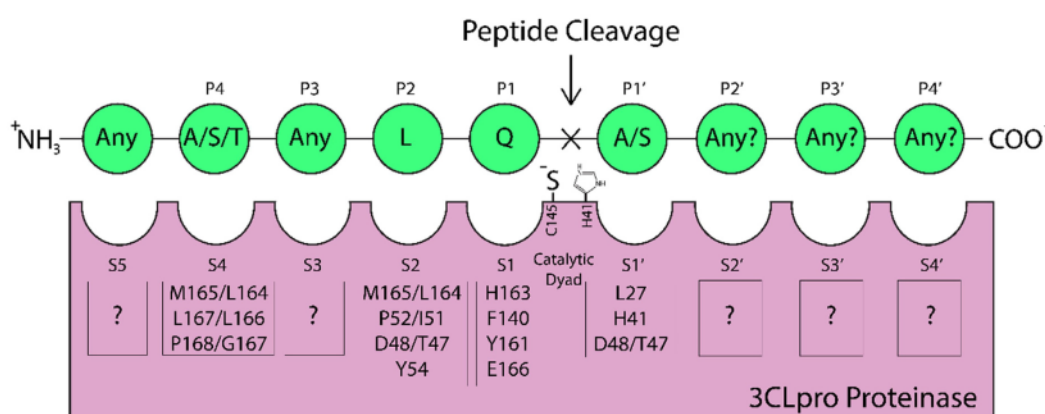 Peptide Cleavage
P4 P3 P2 P1 P1' P2' P3' P4'
+NH3 Any A/S/T Any L Q A/S Any? Any? Any? COO-
-S H NH
C145 H41
S5 S4 S3 S2 S1 Catalytic S1' S2' S3' S4'
Dyad
? M165/L164 ? M165/L164 H163 L27 ? ? ?
L167/L166 P52/I51 F140 H41
P168/G167 D48/T47 Y161 D48/T47
Y54 E166
3CLpro Proteinase